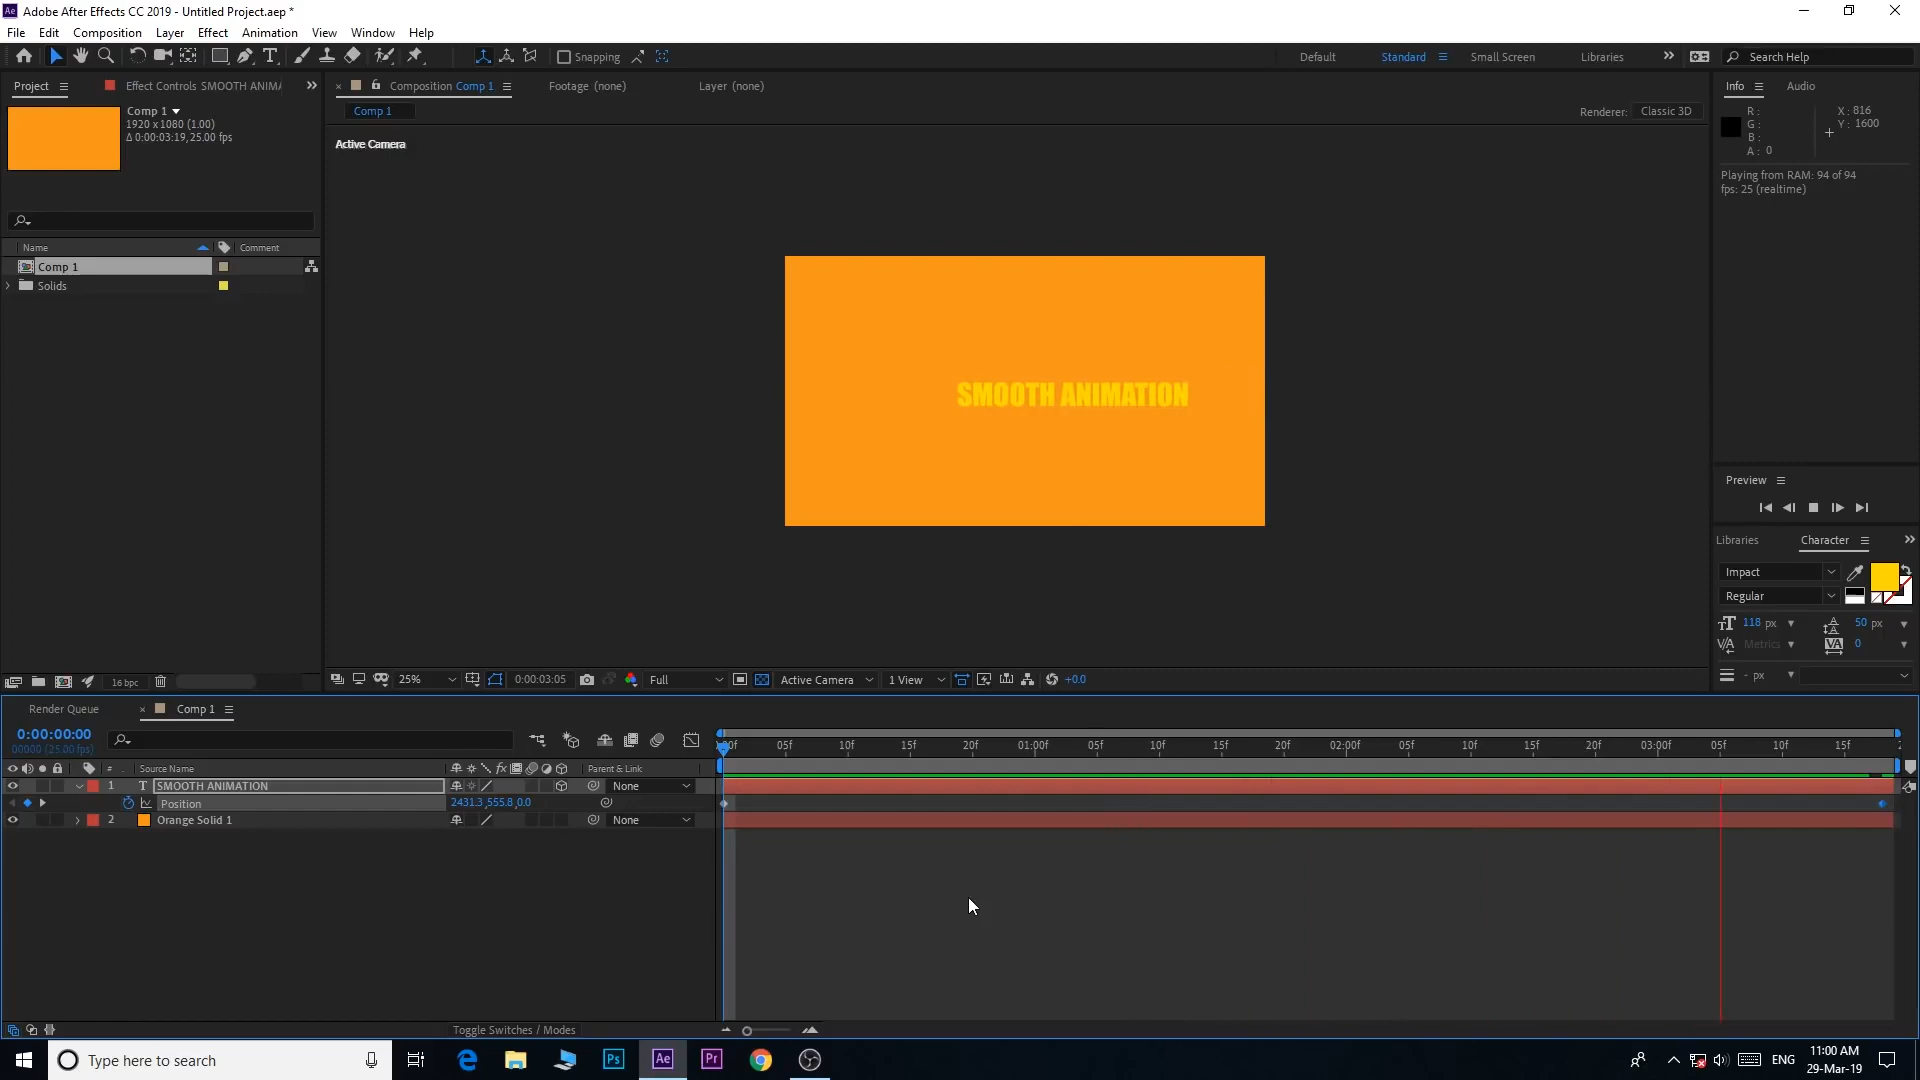 Adobe After Effects CC 2019 - Untitled Project.aep *
File Edit Composition Layer Effect Animation View Window Help
Snapping Default Standard Small Screen Libraries Search Help
Project Effect Controls SMOOTH ANIMA Composition Comp 1 Footage (none) Layer (none) Info Audio
Comp 1
1920 x 1080 (1.00)
Δ 0:00:03:19, 25.00 fps
Comp 1 Renderer: Classic 3D
Active Camera
R:
G:
B:
A: 0
X: 816
Y: 1600
Playing from RAM: 94 of 94
fps: 25 (realtime)
Name Comment
Comp 1
Solids
SMOOTH ANIMATION
Preview
Libraries Character
Impact
Regular
118 px 50 px
Metrics 0
- px
16 bpc 25% 0:00:03:05 Full Active Camera 1 View +0.0
Render Queue Comp 1
0:00:00:00
00000 (25.00 fps)
05f 10f 15f 20f 01:00f 05f 10f 15f 20f 02:00f 05f 10f 15f 20f 03:00f 05f 10f 15f
# Source Name Parent & Link
1 T SMOOTH ANIMATION None
Position 2431.3,555.8,0.0
2 Orange Solid 1 None
Toggle Switches / Modes
Type here to search Ps Ae Pr ENG 11:00 AM
29-Mar-19